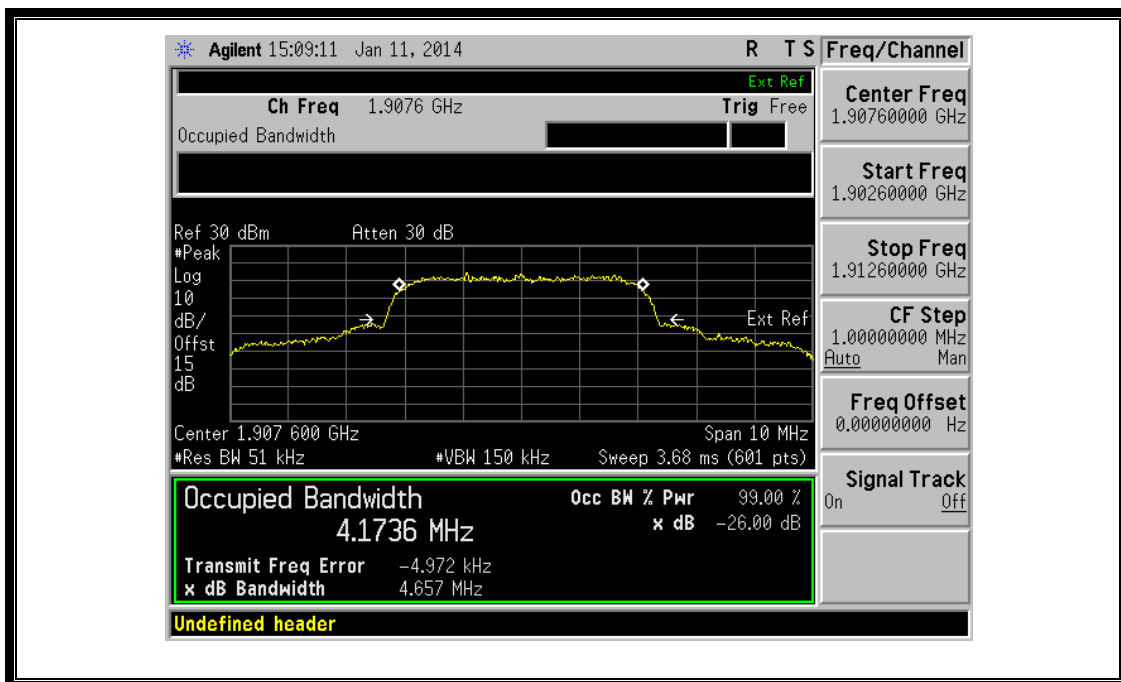 Agilent 15:09:11 Jan 11, 2014 R T S
Freq/Channel
Ext Ref
Ch Freq 1.9076 GHz Trig Free
Occupied Bandwidth
Center Freq
1.90760000 GHz
Start Freq
1.90260000 GHz
Stop Freq
1.91260000 GHz
CF Step
1.00000000 MHz
Auto Man
Freq Offset
0.00000000 Hz
Signal Track
On Off
Ref 30 dBm Atten 30 dB
#Peak
Log
10
dB/
Offst
15
dB
Ext Ref
Center 1.907 600 GHz Span 10 MHz
#Res BW 51 kHz #VBW 150 kHz Sweep 3.68 ms (601 pts)
Occupied Bandwidth
4.1736 MHz
Occ BW % Pwr 99.00 %
x dB -26.00 dB
Transmit Freq Error -4.972 kHz
x dB Bandwidth 4.657 MHz
Undefined header